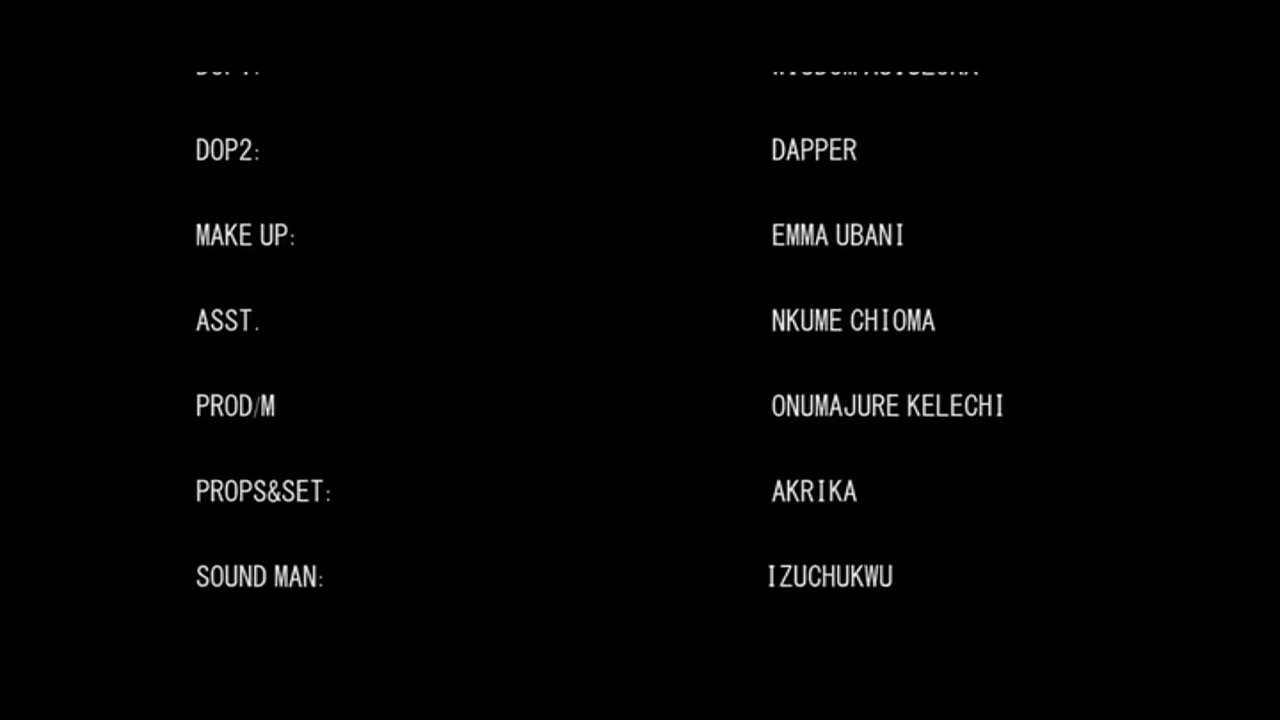 DOP2: DAPPER
MAKE UP: EMMA UBANI
ASST. NKUME CHIOMA
PROD/M ONUMAJURE KELECHI
PROPS&SET: AKRIKA
SOUND MAN: IZUCHUKWU